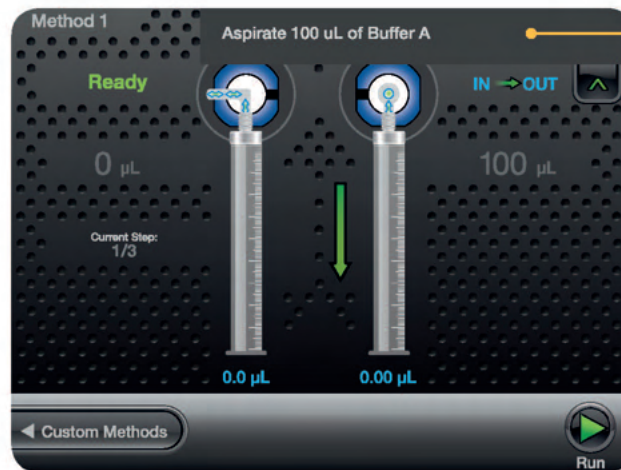 Method 1
Aspirate 100 uL of Buffer A
Ready
IN OUT
0 µL
100 µL
Current Step:
1/3
0.0 µL
0.00 µL
Custom Methods
Run